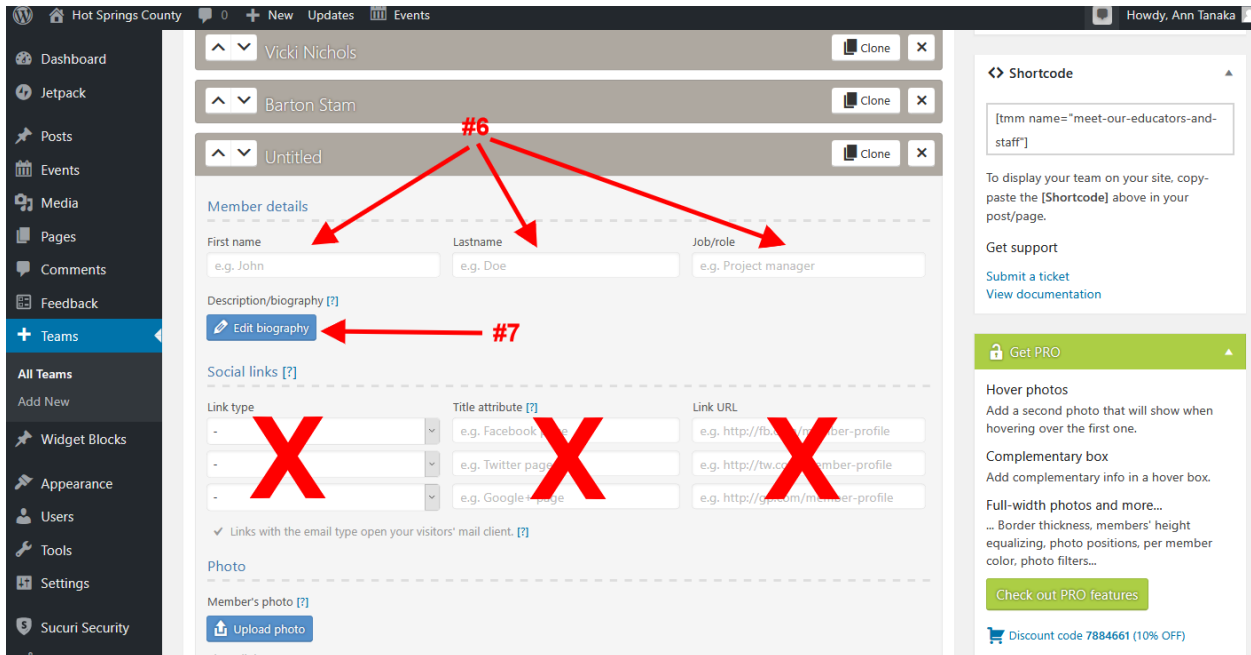 Hot Springs County 0 New Updates Events Howdy, Ann Tanaka
Dashboard
Jetpack
Posts
Events
Media
Pages
Comments
Feedback
Teams
All Teams
Add New
Widget Blocks
Appearance
Users
Tools
Settings
Sucuri Security
Vicki Nichols Clone
Barton Stam Clone
#6
Untitled Clone
Member details
First name Lastname Job/role
e.g. John e.g. Doe e.g. Project manager
Description/biography [?]
Edit biography
#7
Social links [?]
Link type Title attribute [?] Link URL
- e.g. Facebook e.g.
- e.g. Twitter page e.g.
- e.g. Google+ page e.g.
X X X
Links with the email type open your visitors' mail client. [?]
Photo
Member's photo [?]
Upload photo
Shortcode
[tmm name="meet-our-educators-and-
staff"]
To display your team on your site, copy-
paste the [Shortcode] above in your
post/page.
Get support
Submit a ticket
View documentation
Get PRO
Hover photos
Add a second photo that will show when
hovering over the first one.
Complementary box
Add complementary info in a hover box.
Full-width photos and more...
... Border thickness, members' height
equalizing, photo positions, per member
color, photo filters...
Check out PRO features
Discount code 7884661 (10% OFF)